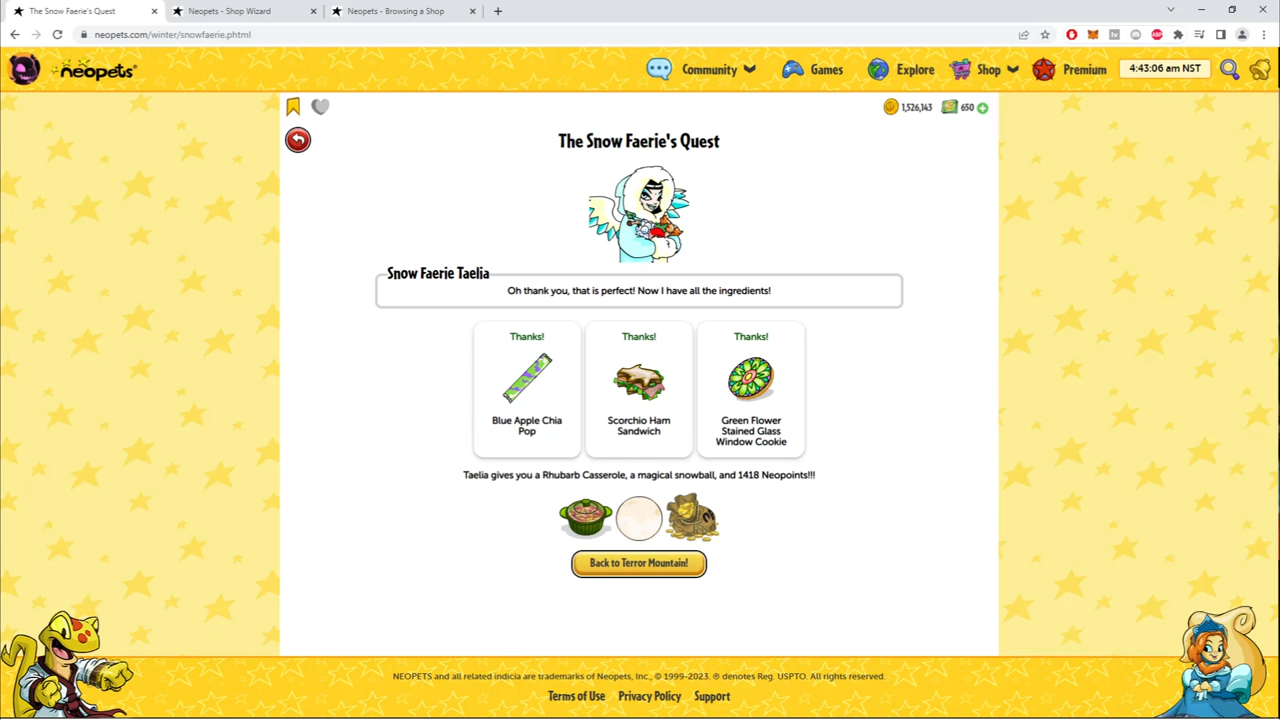 The Snow Faerie's Quest
Neopets - Shop Wizard
Neopets - Browsing a Shop
neopets.com/winter/snowfaerie.phtml
neopets
Community
Games
Explore
Shop
Premium
4:43:06 am NST
1,526,143
650
The Snow Faerie's Quest
Snow Faerie Taelia
Oh thank you, that is perfect! Now I have all the ingredients!
Thanks!
Blue Apple Chia
Pop
Thanks!
Scorchio Ham
Sandwich
Thanks!
Green Flower
Stained Glass
Window Cookie
Taelia gives you a Rhubarb Casserole, a magical snowball, and 1418 Neopoints!!!
Back to Terror Mountain!
NEOPETS and all related indicia are trademarks of Neopets, Inc., © 1999-2023. ® denotes Reg. USPTO. All rights reserved.
Terms of Use
Privacy Policy
Support